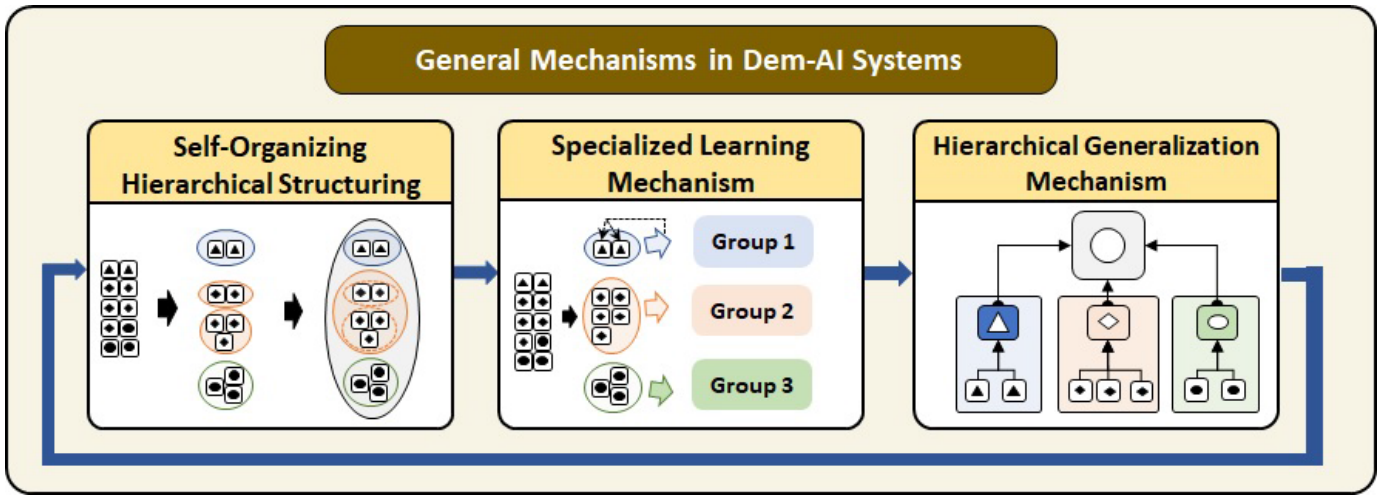 General Mechanisms in Dem-AI Systems
Self-Organizing
Hierarchical Structuring
Specialized Learning
Mechanism
Group 1
Group 2
Group 3
Hierarchical Generalization
Mechanism